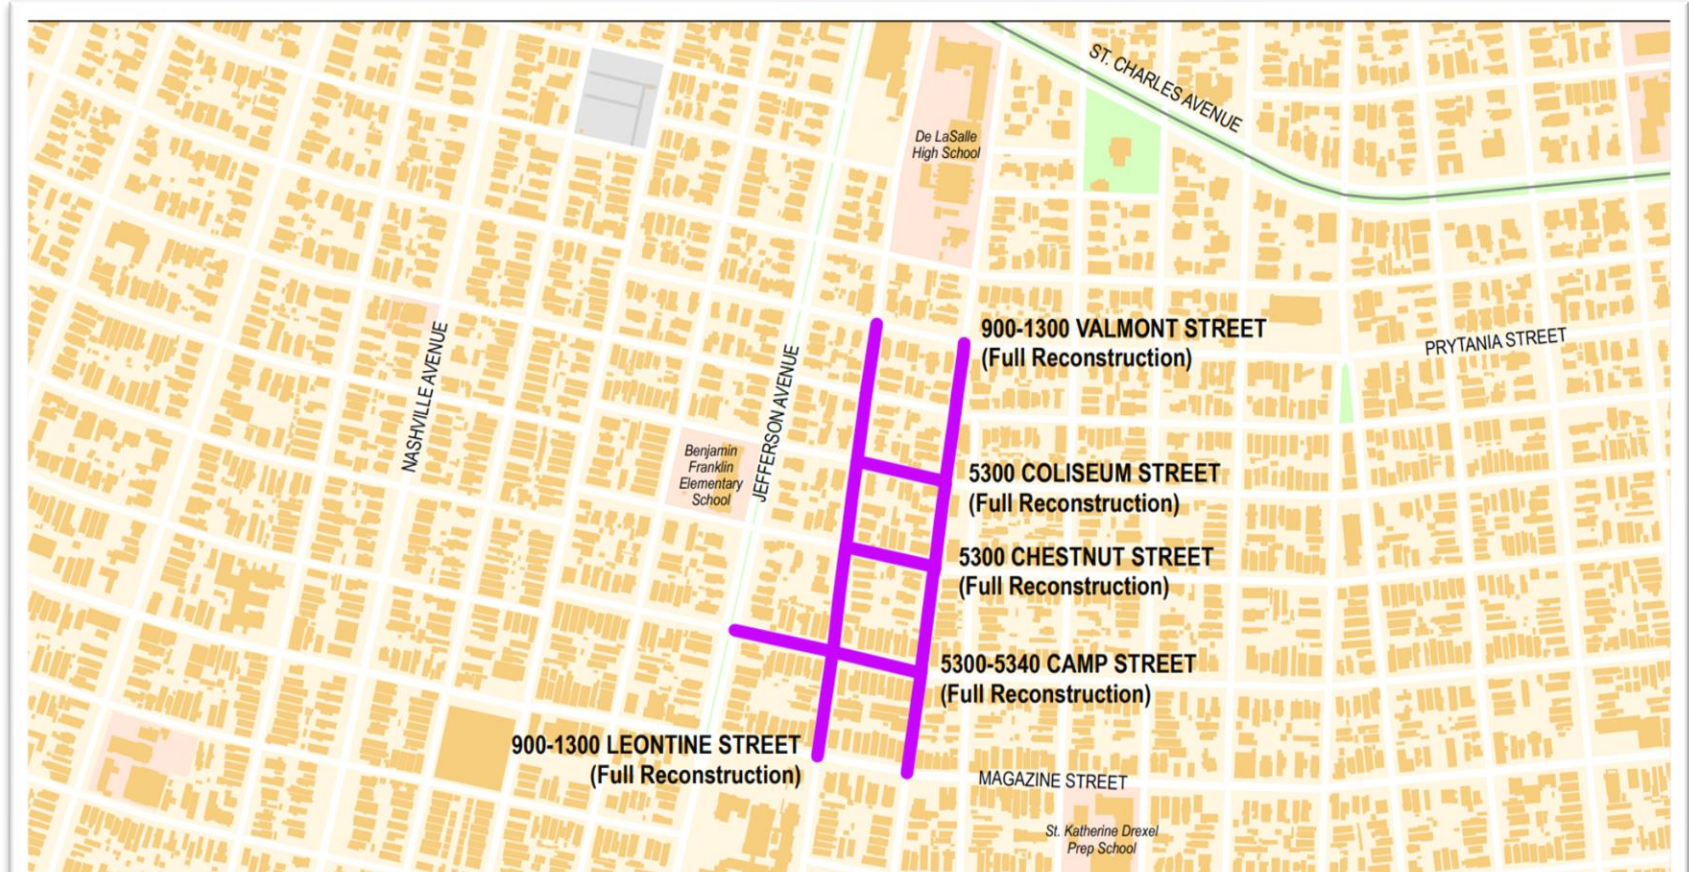 ST. CHARLES AVENUE
De LaSalle
High School
900-1300 VALMONT STREET
(Full Reconstruction)
PRYTANIA STREET
NASHVILLE AVENUE
JEFFERSON AVENUE
Benjamin
Franklin
Elementary
School
5300 COLISEUM STREET
(Full Reconstruction)
5300 CHESTNUT STREET
(Full Reconstruction)
5300-5340 CAMP STREET
(Full Reconstruction)
900-1300 LEONTINE STREET
(Full Reconstruction)
MAGAZINE STREET
St. Katherine Drexel
Prep School